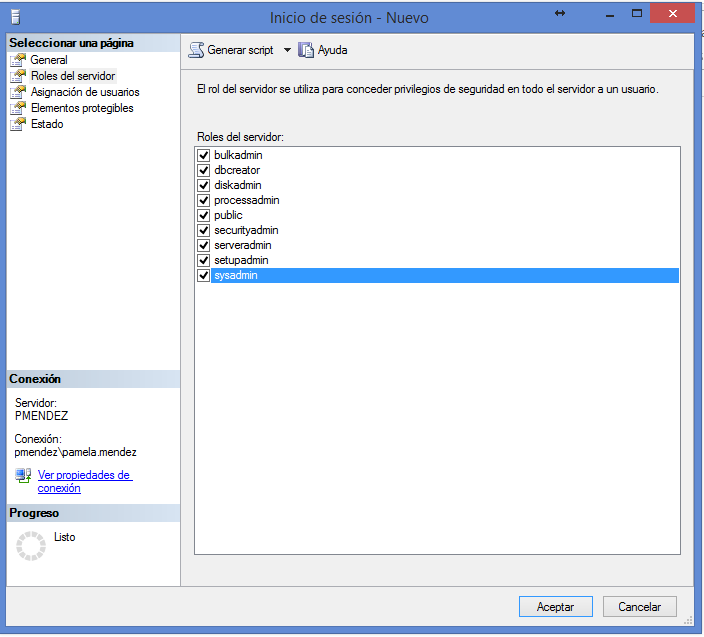 Inicio de sesión - Nuevo
Seleccionar una página
General
Roles del servidor
Asignación de usuarios
Elementos protegibles
Estado
Generar script
Ayuda
El rol del servidor se utiliza para conceder privilegios de seguridad en todo el servidor a un usuario.
Roles del servidor:
bulkadmin
dbcreator
diskadmin
processadmin
public
securityadmin
serveradmin
setupadmin
sysadmin
Conexión
Servidor:
PMENDEZ
Conexión:
pmendez\pamela.mendez
Ver propiedades de
conexión
Progreso
Listo
Aceptar
Cancelar